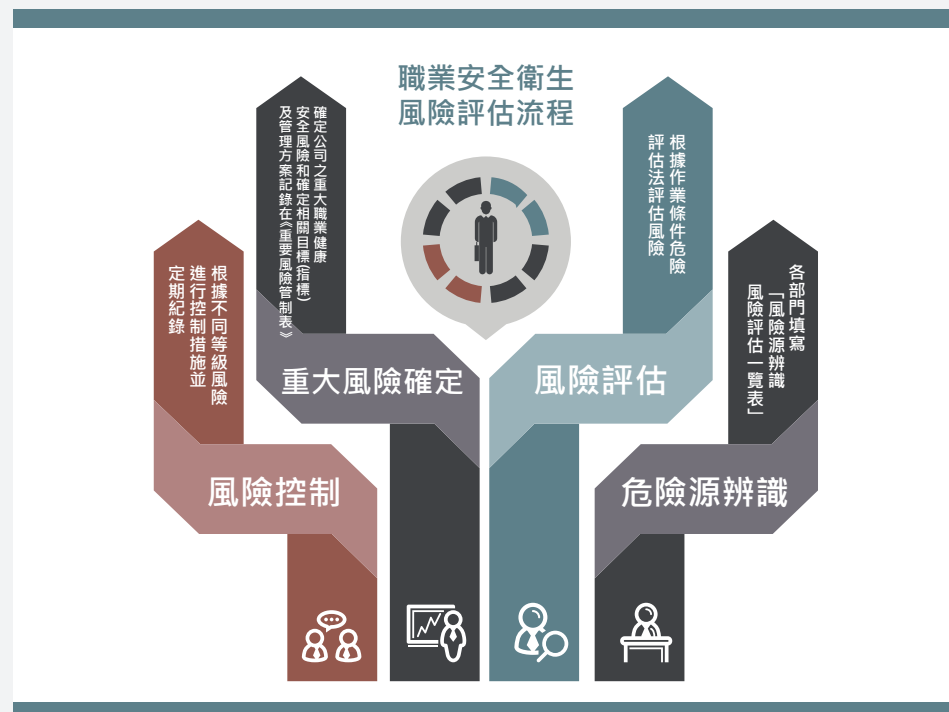 職業安全衛生
風險評估流程
各部門填寫
「風險源辨識
風險評估一覽表」
危險源辨識
根據作業條件危險
評估法評估風險
風險評估
確定公司之重大職業健康
安全風險和確定相關目標(指標)
及管理方案記錄在《重要風險管制表》
重大風險確定
根據不同等級風險
進行控制措施並
定期紀錄
風險控制